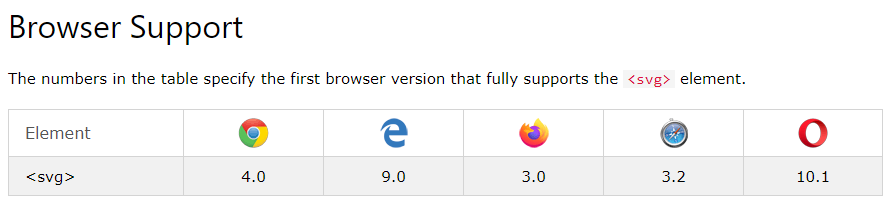 Browser Support
The numbers in the table specify the first browser version that fully supports the <svg> element.
Element
<svg> 4.0 9.0 3.0 3.2 10.1